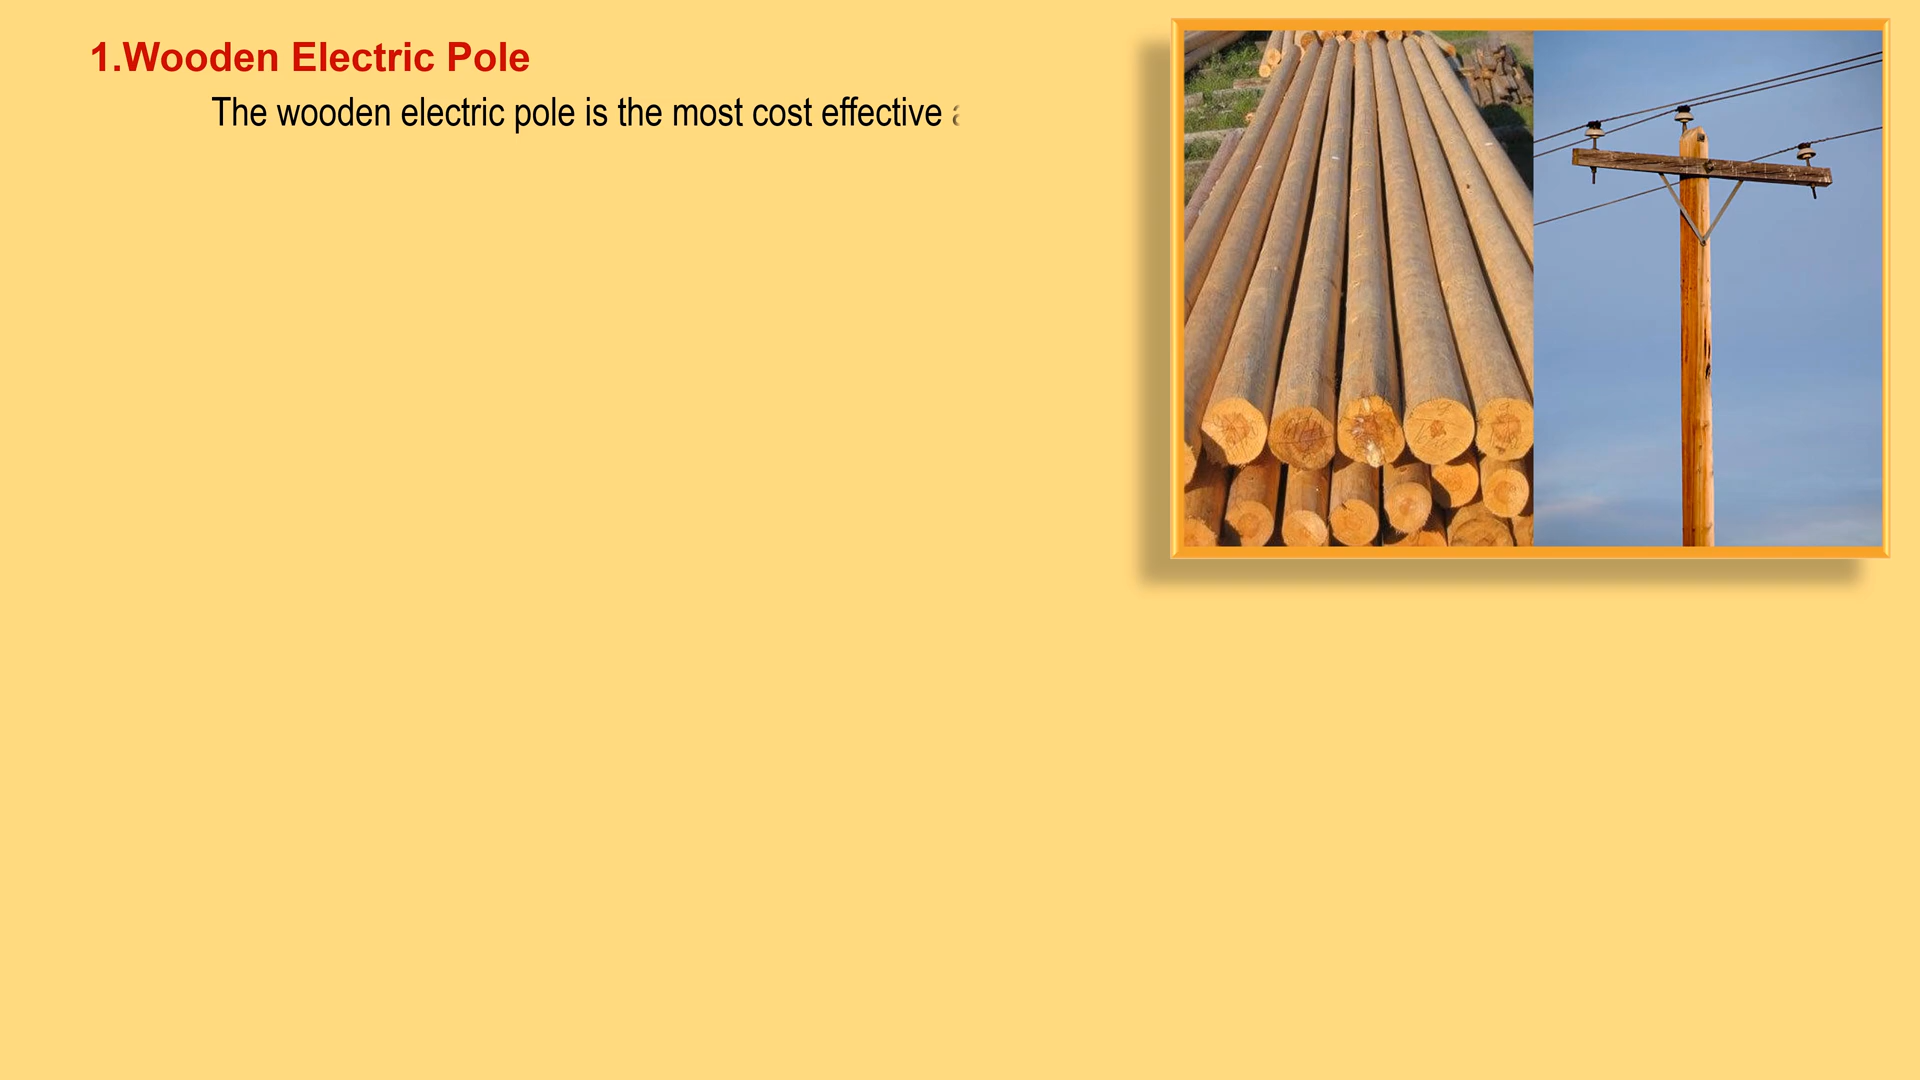 1.Wooden Electric Pole
The wooden electric pole is the most cost effective